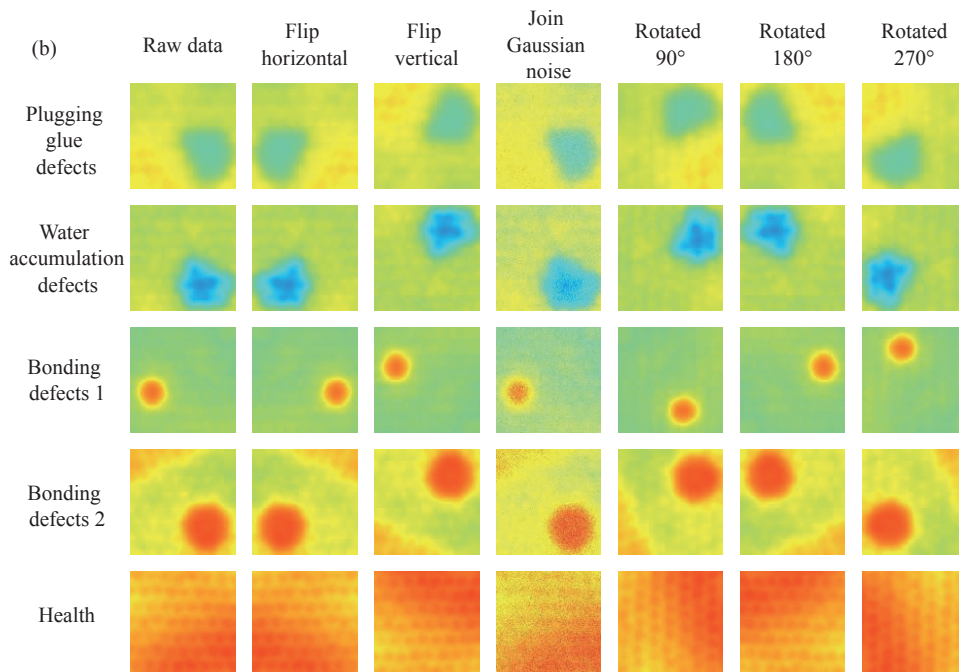 (b)
Raw data
Flip
horizontal
Flip
vertical
Join
Gaussian
noise
Rotated
90°
Rotated
180°
Rotated
270°
Plugging
glue
defects
Water
accumulation
defects
Bonding
defects 1
Bonding
defects 2
Health